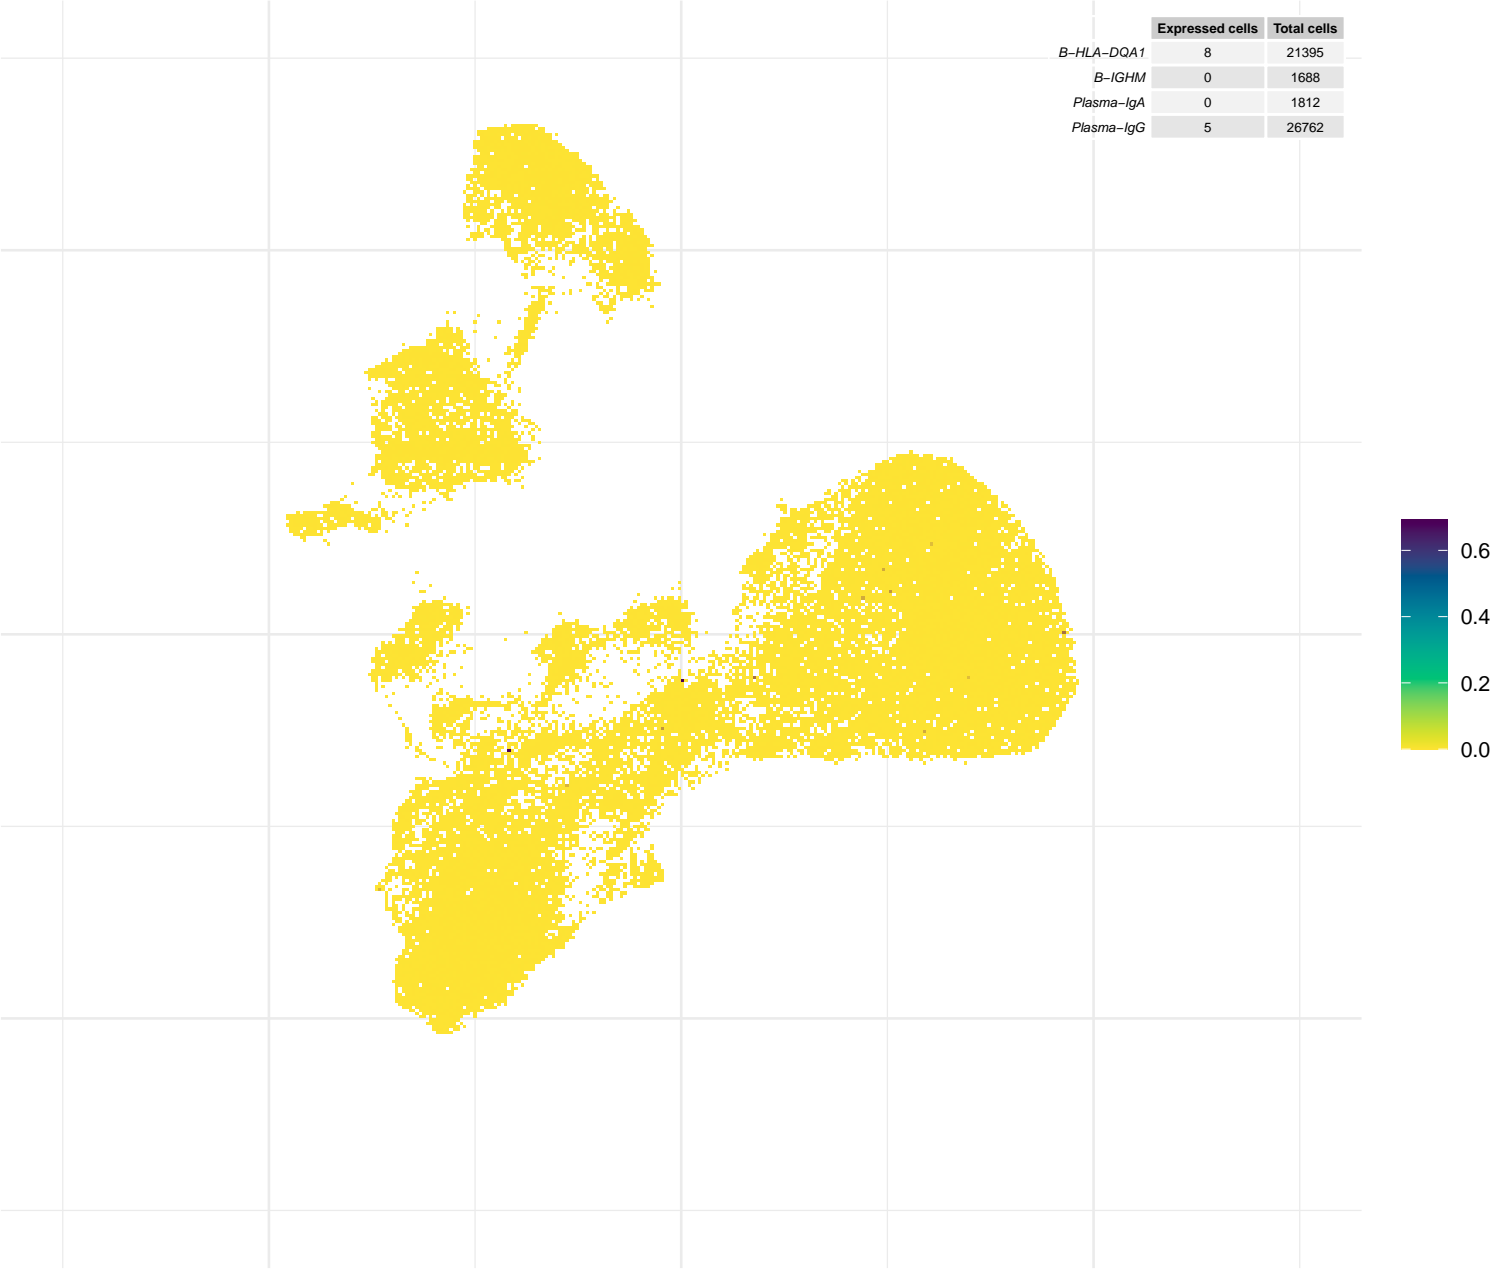 Expressed cells Total cells
B−HLA−DQA1 8 21395
B−IGHM 0 1688
Plasma−IgA 0 1812
Plasma−IgG 5 26762
0.6
0.4
0.2
0.0